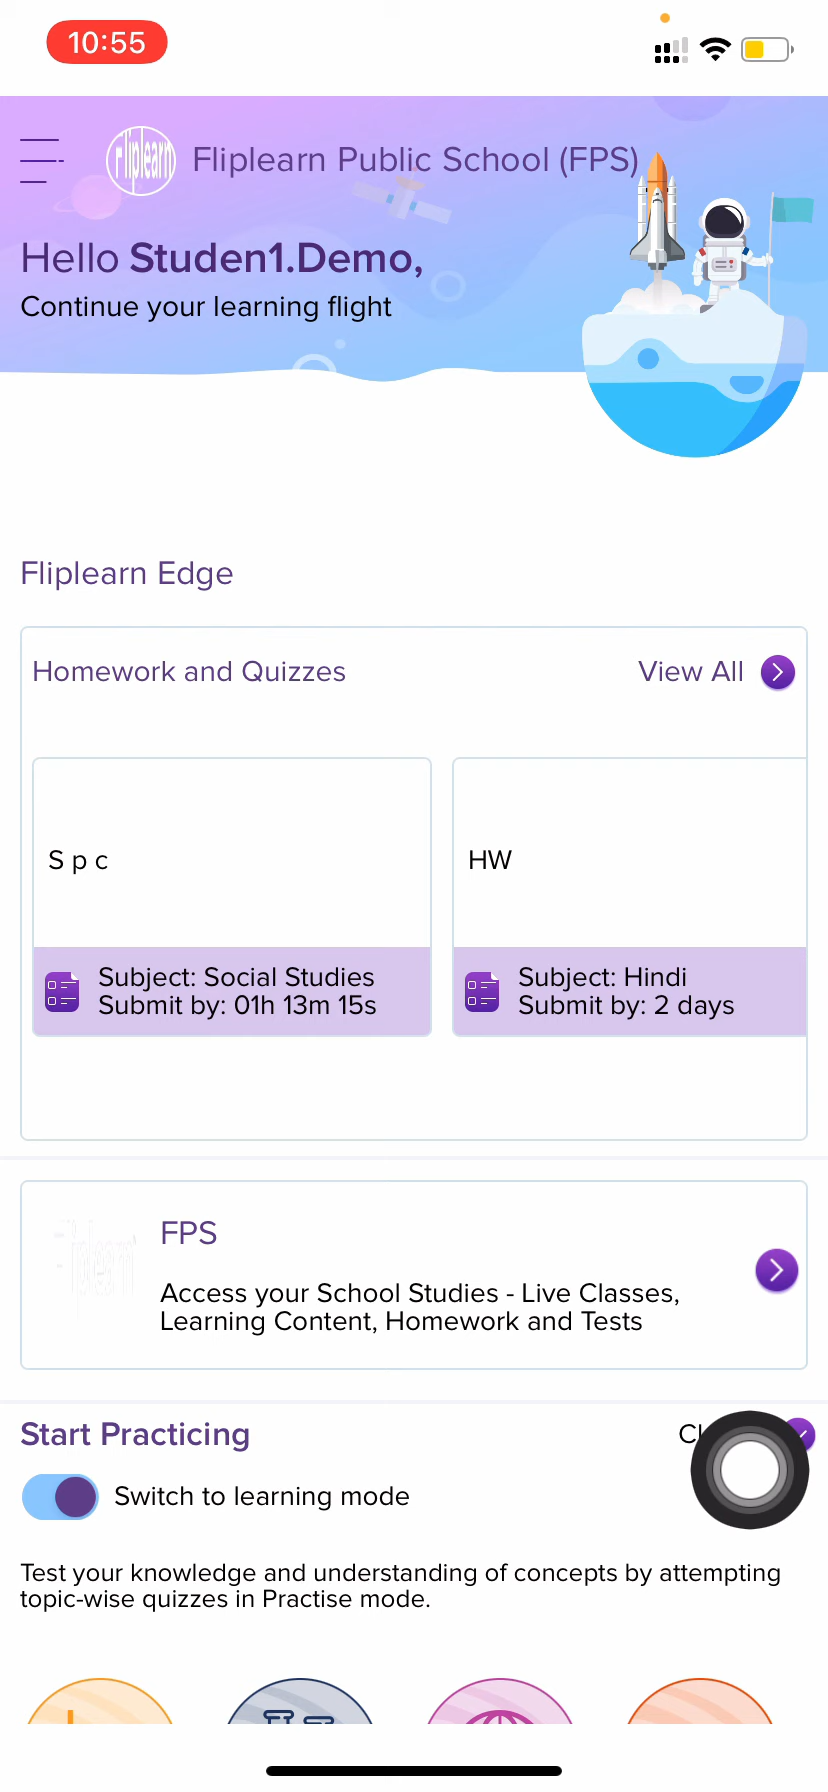 10:55
Fliplearn
Fliplearn Public School (FPS)
Hello Studen1.Demo,
Continue your learning flight
Fliplearn Edge
Homework and Quizzes
View All
S p c
HW
Subject: Social Studies
Submit by: 01h 13m 15s
Subject: Hindi
Submit by: 2 days
Fliplearn
FPS
Access your School Studies - Live Classes,
Learning Content, Homework and Tests
Start Practicing
Switch to learning mode
Test your knowledge and understanding of concepts by attempting
topic-wise quizzes in Practise mode.